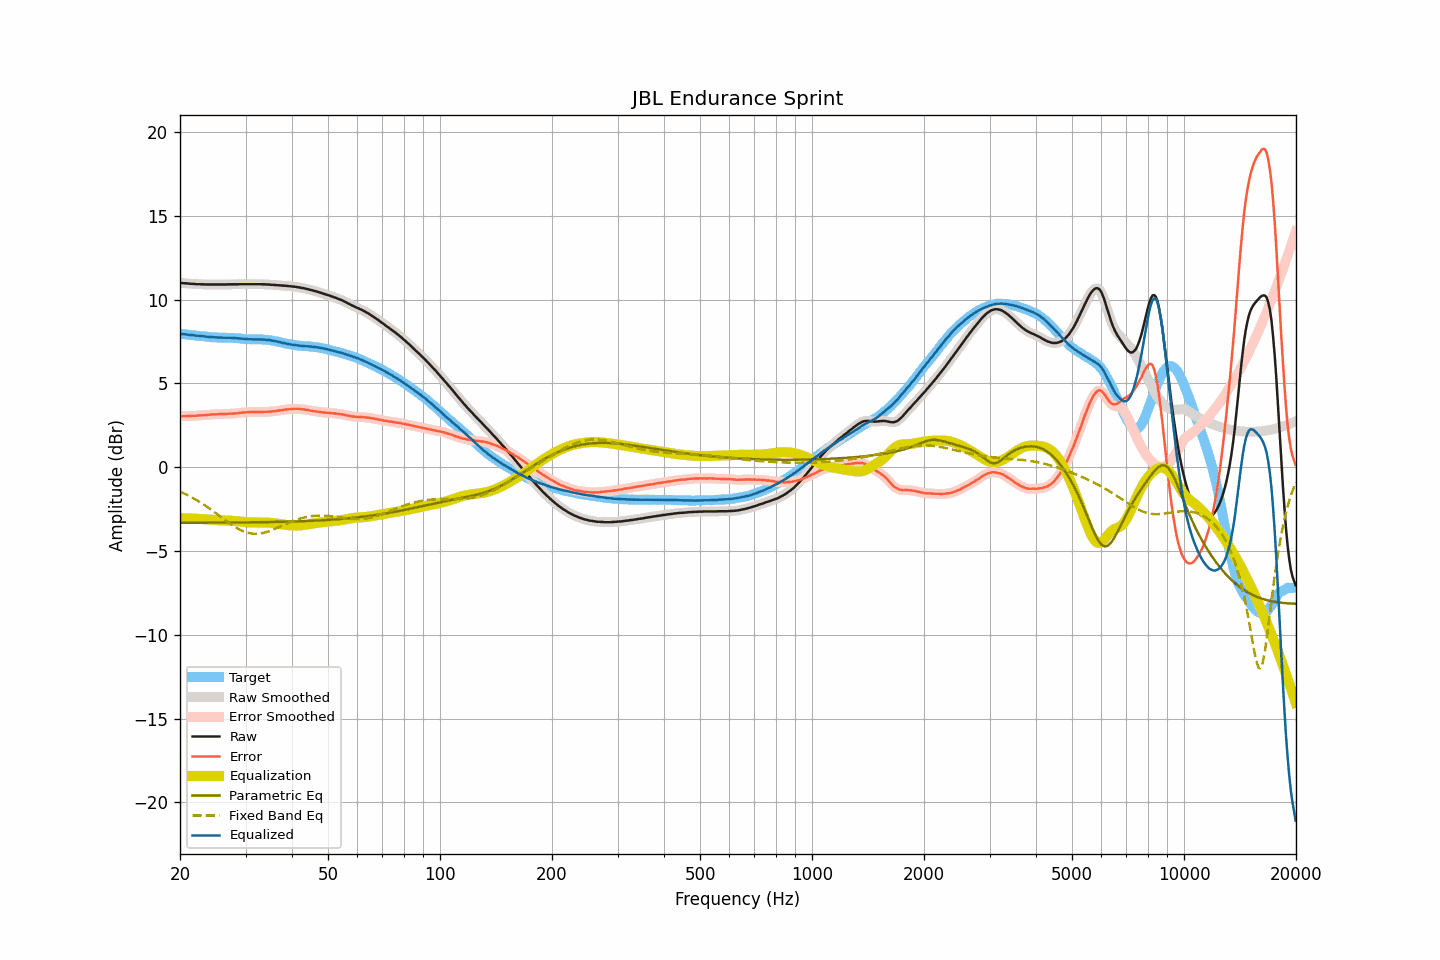 JBL Endurance Sprint
20
15
10
5
0
−5
−10
−15
−20
Amplitude (dBr)
Target
Raw Smoothed
Error Smoothed
Raw
Error
Equalization
Parametric Eq
Fixed Band Eq
Equalized
20 50 100 200 500 1000 2000 5000 10000 20000
Frequency (Hz)